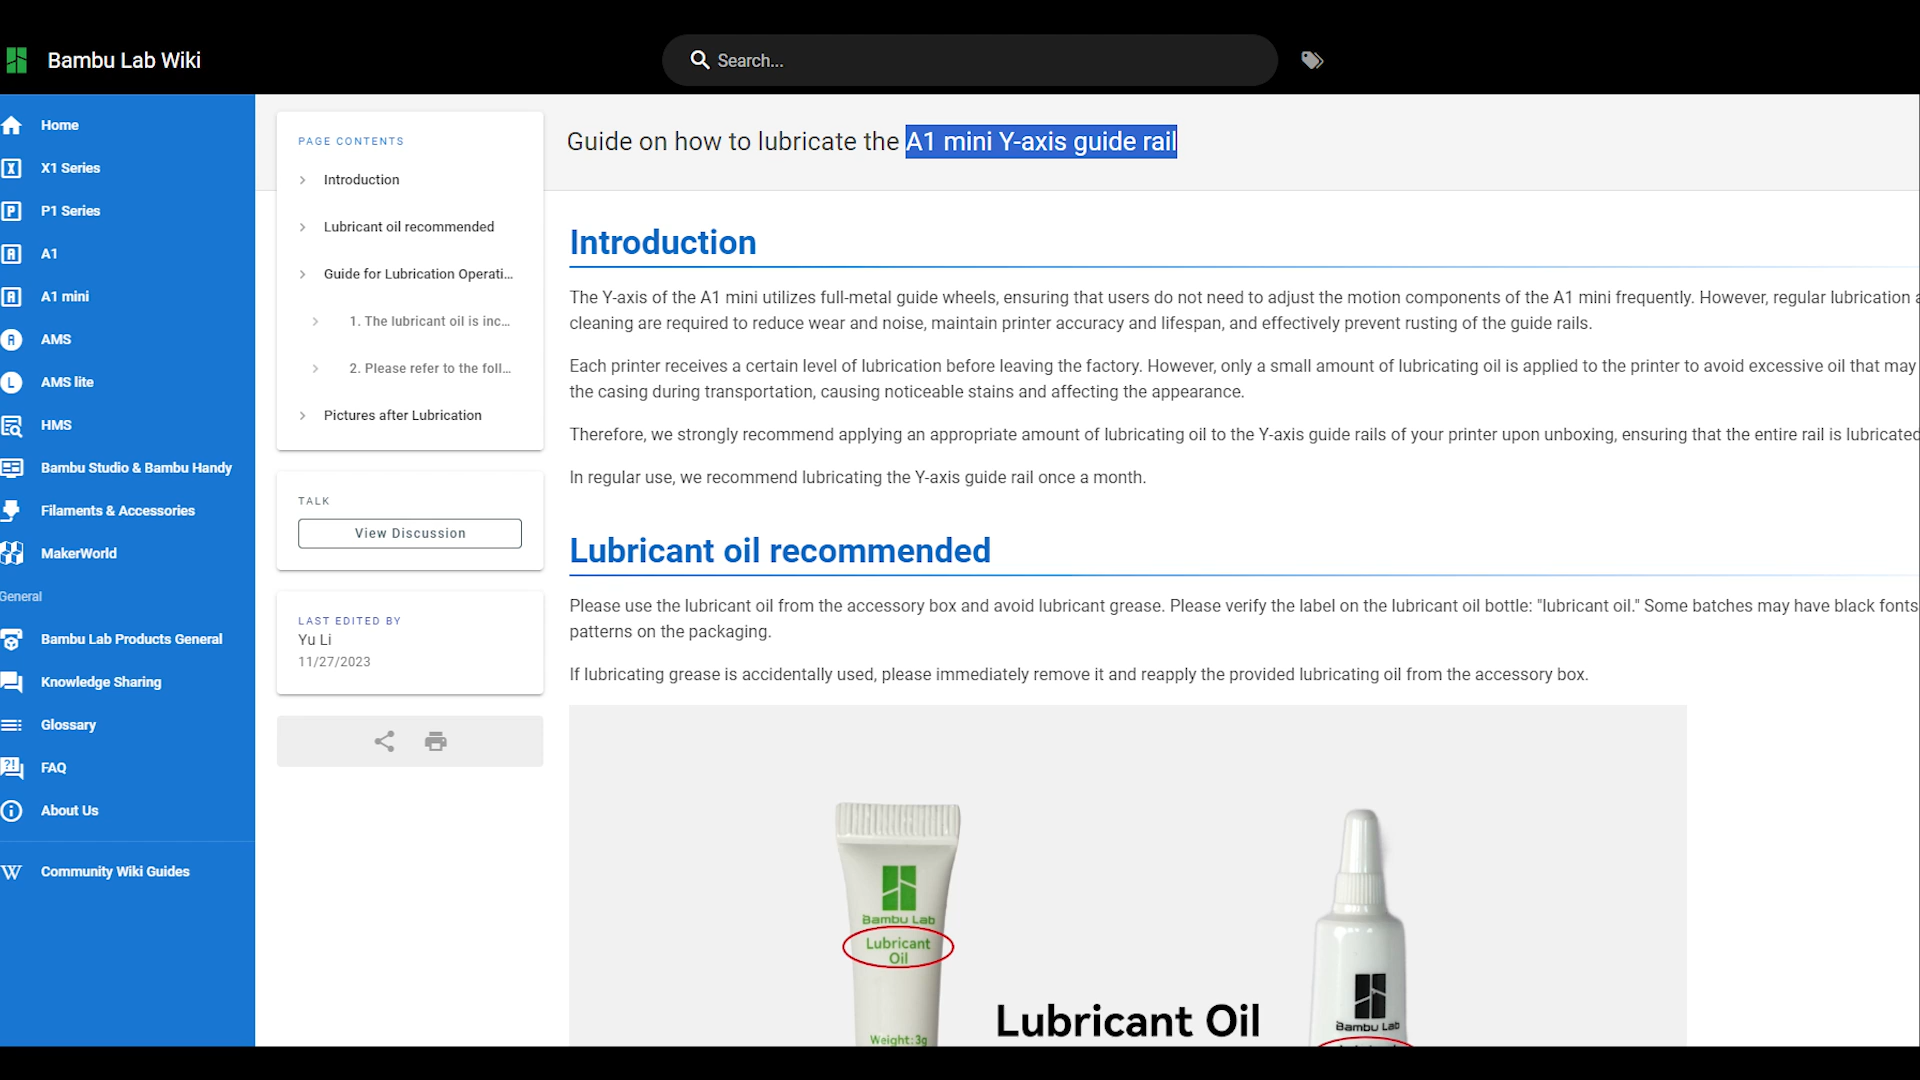 Bambu Lab Wiki
Search...
Home
X1 Series
P1 Series
A1
A1 mini
AMS
AMS lite
HMS
Bambu Studio & Bambu Handy
Filaments & Accessories
MakerWorld
General
Bambu Lab Products General
Knowledge Sharing
Glossary
FAQ
About Us
Community Wiki Guides
PAGE CONTENTS
Introduction
Lubricant oil recommended
Guide for Lubrication Operati...
1. The lubricant oil is inc...
2. Please refer to the foll...
Pictures after Lubrication
TALK
View Discussion
LAST EDITED BY
Yu Li
11/27/2023
Guide on how to lubricate the A1 mini Y-axis guide rail
Introduction
The Y-axis of the A1 mini utilizes full-metal guide wheels, ensuring that users do not need to adjust the motion components of the A1 mini frequently. However, regular lubrication
cleaning are required to reduce wear and noise, maintain printer accuracy and lifespan, and effectively prevent rusting of the guide rails.
Each printer receives a certain level of lubrication before leaving the factory. However, only a small amount of lubricating oil is applied to the printer to avoid excessive oil that may
the casing during transportation, causing noticeable stains and affecting the appearance.
Therefore, we strongly recommend applying an appropriate amount of lubricating oil to the Y-axis guide rails of your printer upon unboxing, ensuring that the entire rail is lubricated
In regular use, we recommend lubricating the Y-axis guide rail once a month.
Lubricant oil recommended
Please use the lubricant oil from the accessory box and avoid lubricant grease. Please verify the label on the lubricant oil bottle: "lubricant oil." Some batches may have black fonts
patterns on the packaging.
If lubricating grease is accidentally used, please immediately remove it and reapply the provided lubricating oil from the accessory box.
Bambu Lab
Lubricant
Oil
Weight:3g
Lubricant Oil
Bambu Lab